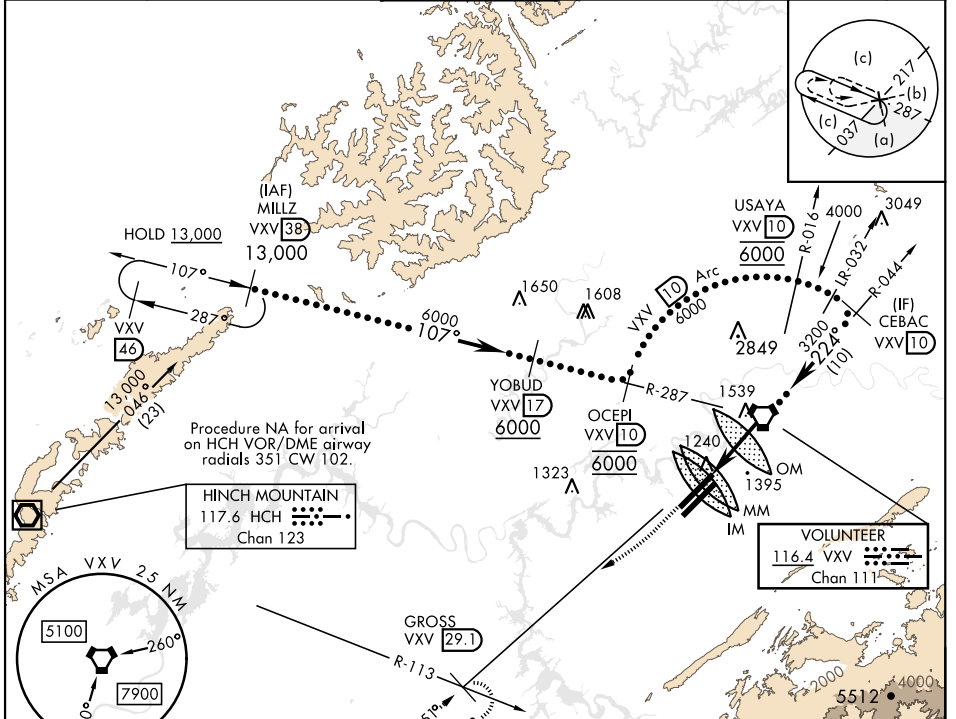 (c)
217
(b)
287
(c)
037
(a)
(IAF)
MILLZ
VXV 38
13,000
HOLD 13,000
107°
287°
VXV
46
13,000
046°
(23)
6000
107°
1650
1608
VXV 10 Arc
6000
USAYA
VXV 10
6000
R-016
4000
3049
LR-032
R-044
(IF)
CEBAC
VXV 10
2849
3200
224°
(10)
YOBUD
VXV 17
6000
OCEPI
VXV 10
6000
R-287
1539
1240
OM
1395
MM
IM
1323
Procedure NA for arrival
on HCH VOR/DME airway
radials 351 CW 102.
HINCH MOUNTAIN
117.6 HCH
Chan 123
VOLUNTEER
116.4 VXV
Chan 111
MSA VXV 25 NM
5100
260°
7900
GROSS
VXV 29.1
R-113
2000
4000
5512